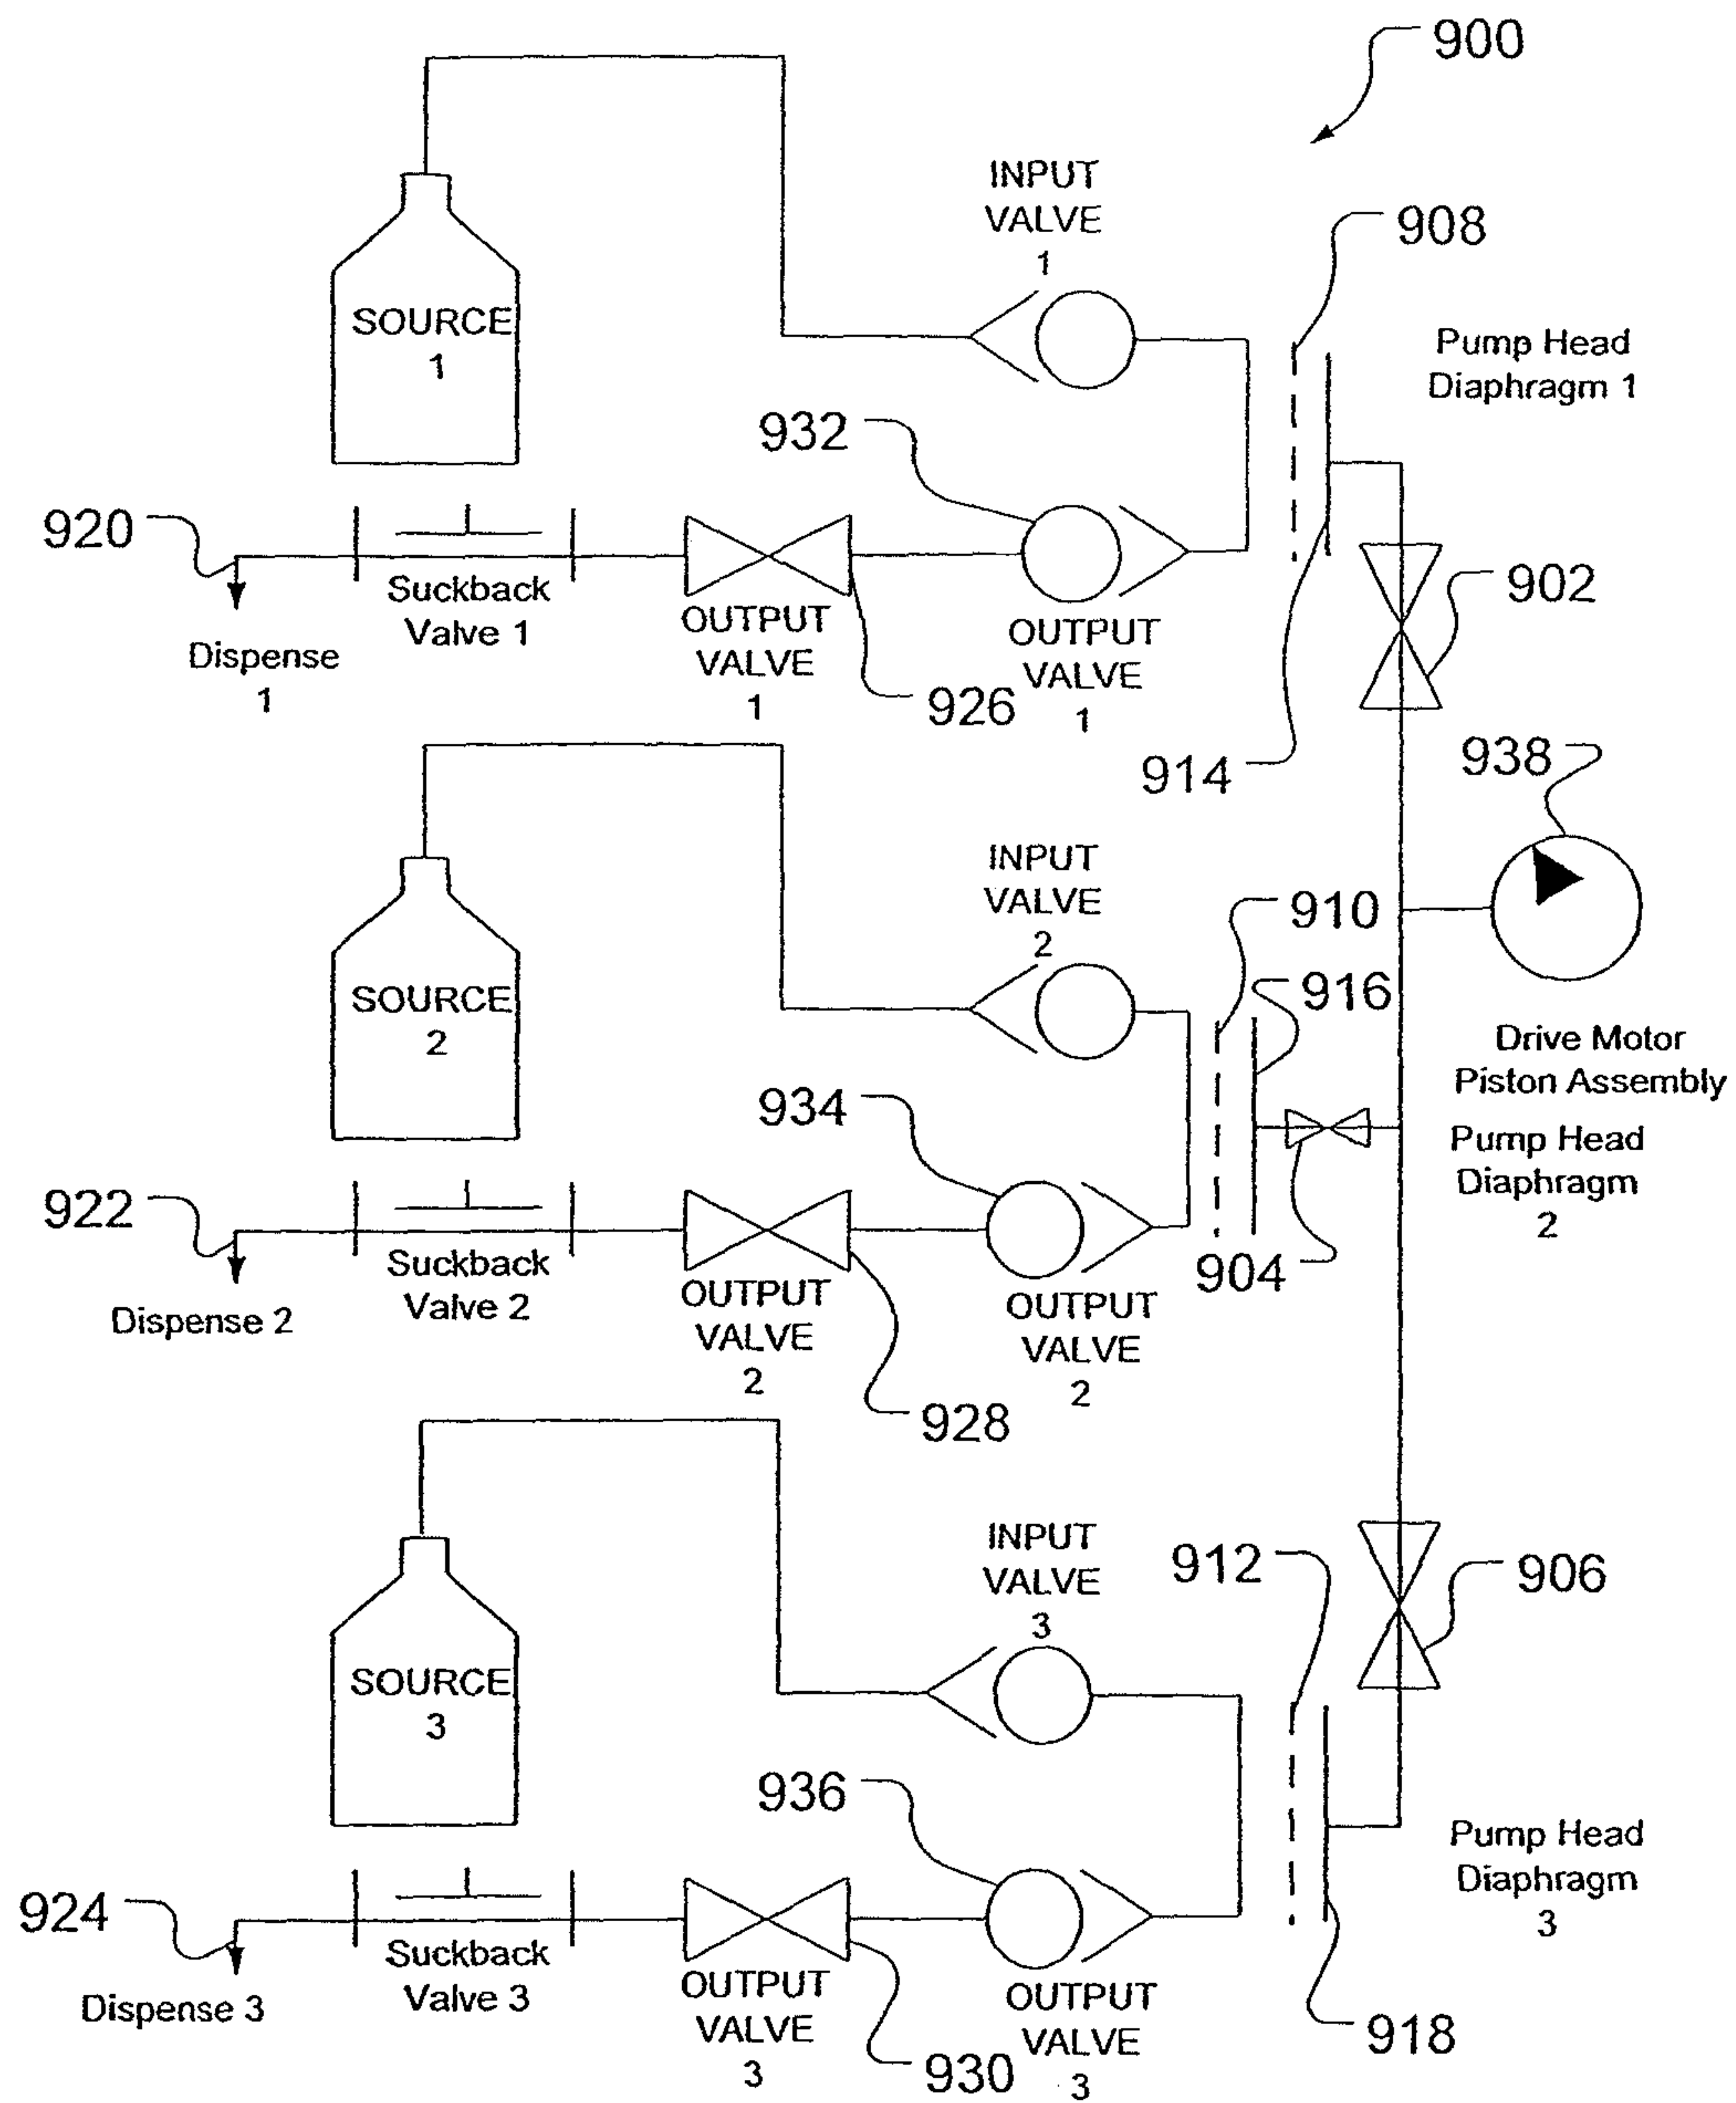 900
INPUT
VALVE
1
908
SOURCE
1
Pump Head
Diaphragm 1
932
920
Suckback
Valve 1
OUTPUT
VALVE
1
926
OUTPUT
VALVE
1
902
Dispense
1
914
938
INPUT
VALVE
2
910
916
SOURCE
2
Drive Motor
Piston Assembly
934
Pump Head
Diaphragm
2
922
904
Suckback
Valve 2
OUTPUT
VALVE
2
OUTPUT
VALVE
2
Dispense 2
928
INPUT
VALVE
3
912
906
SOURCE
3
936
Pump Head
Diaphragm
3
924
Suckback
Valve 3
OUTPUT
VALVE
3
OUTPUT
VALVE
3
Dispense 3
930
918